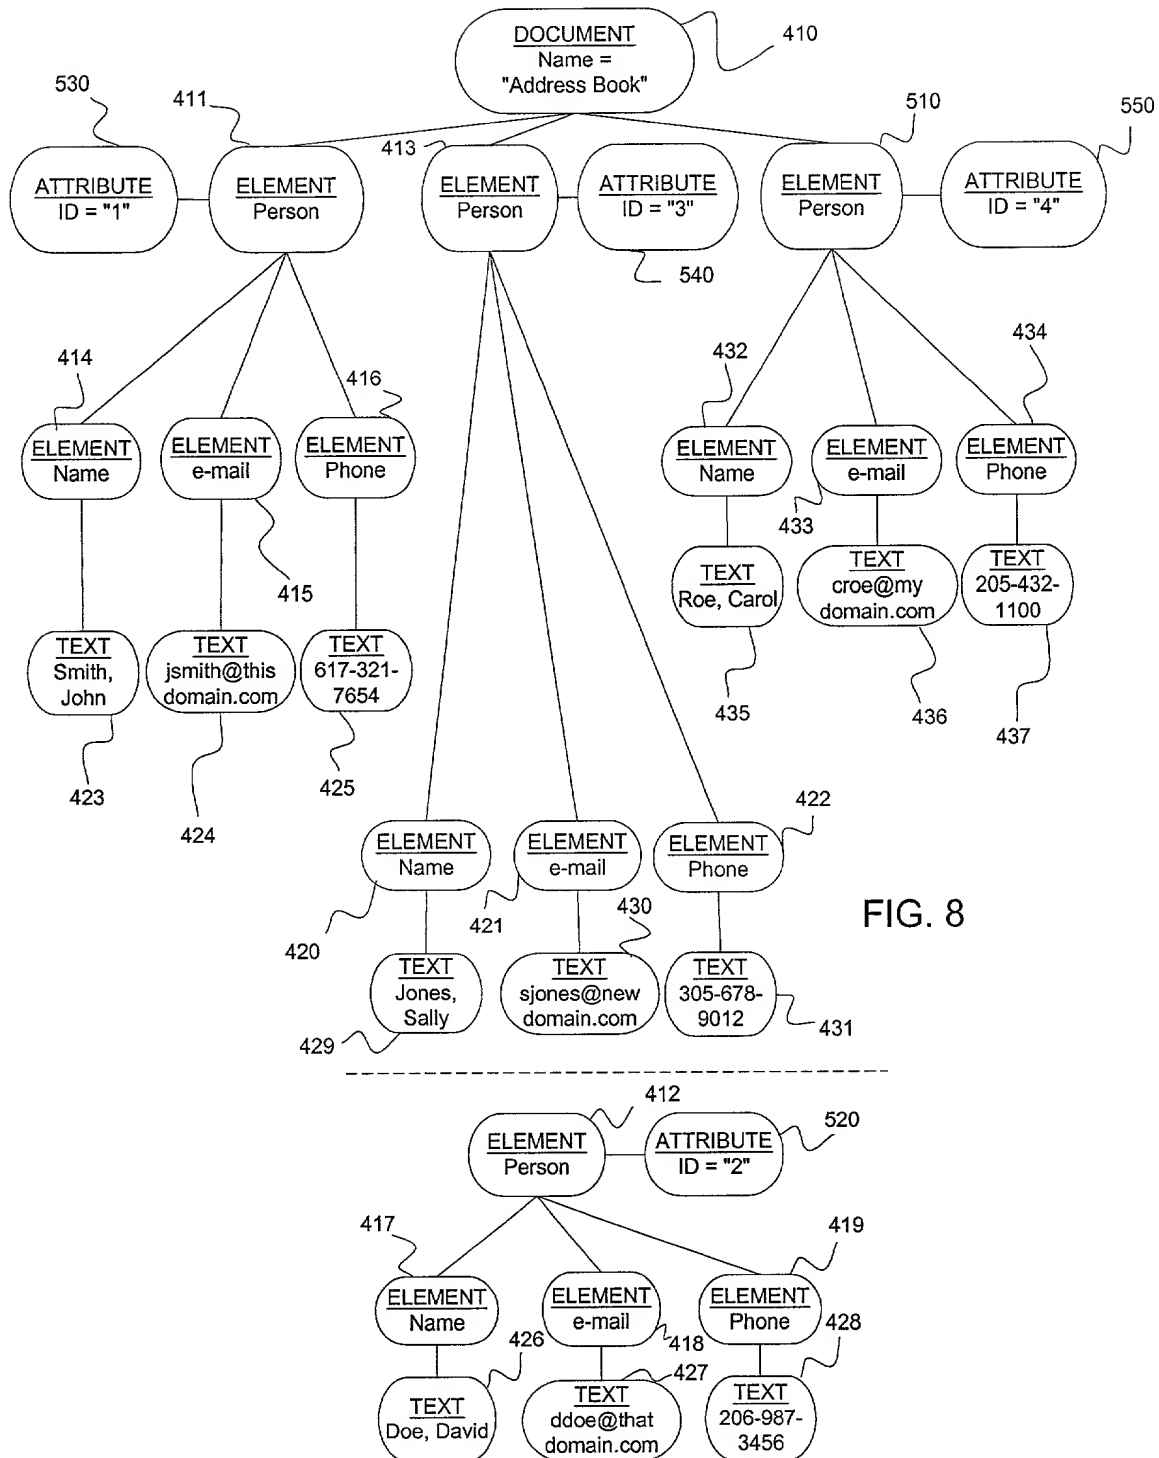 DOCUMENT
Name =
"Address Book"
410
530
411
413
510
550
ATTRIBUTE
ID = "1"
ELEMENT
Person
ELEMENT
Person
ATTRIBUTE
ID = "3"
ELEMENT
Person
ATTRIBUTE
ID = "4"
540
414
416
432
434
ELEMENT
Name
ELEMENT
e-mail
ELEMENT
Phone
ELEMENT
Name
ELEMENT
e-mail
ELEMENT
Phone
433
415
TEXT
Roe, Carol
TEXT
croe@my
domain.com
TEXT
205-432-
1100
TEXT
Smith,
John
TEXT
jsmith@this
domain.com
TEXT
617-321-
7654
435
436
437
423
424
425
422
ELEMENT
Name
ELEMENT
e-mail
ELEMENT
Phone
FIG. 8
420
421
430
TEXT
Jones,
Sally
TEXT
sjones@new
domain.com
TEXT
305-678-
9012
429
431
412
520
ELEMENT
Person
ATTRIBUTE
ID = "2"
417
419
ELEMENT
Name
ELEMENT
e-mail
ELEMENT
Phone
426
418
428
427
TEXT
Doe, David
TEXT
ddoe@that
domain.com
TEXT
206-987-
3456